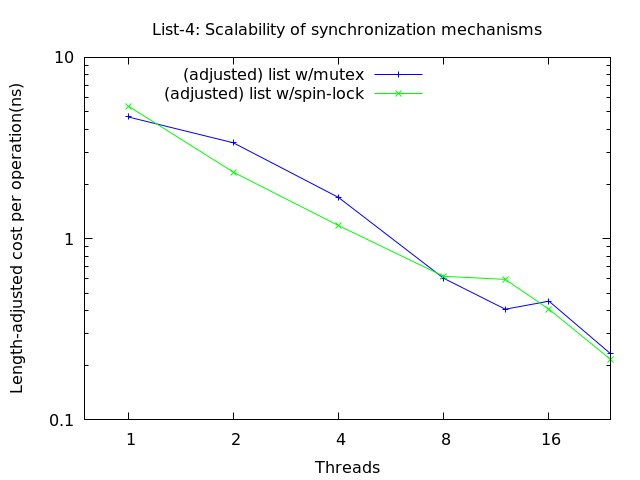 List-4: Scalability of synchronization mechanisms
Length-adjusted cost per operation(ns)
10
1
0.1
(adjusted) list w/mutex
(adjusted) list w/spin-lock
1 2 4 8 16
Threads